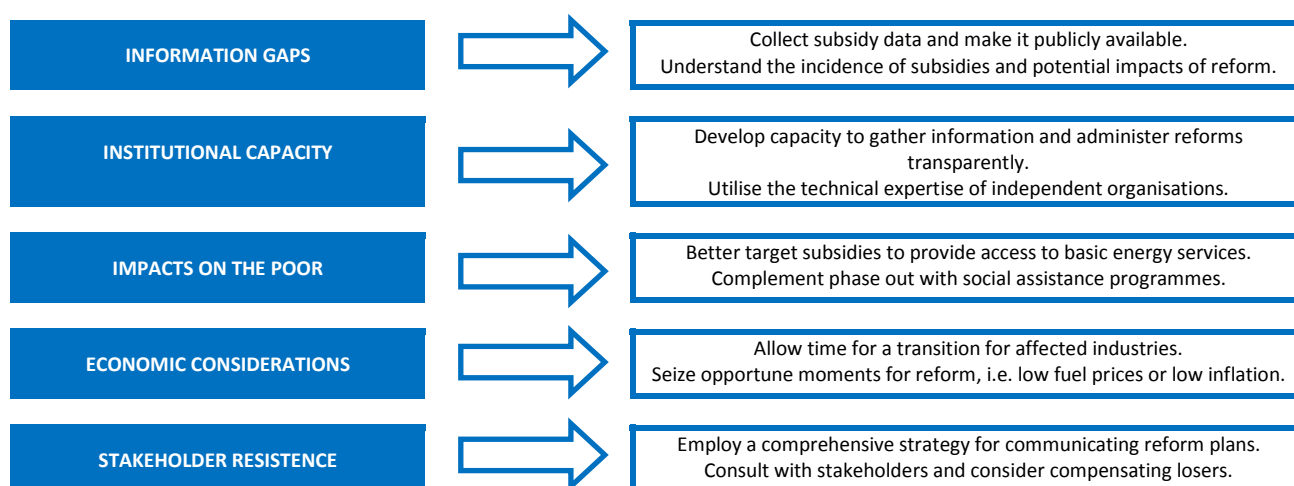 INFORMATION GAPS
Collect subsidy data and make it publicly available.
Understand the incidence of subsidies and potential impacts of reform.
INSTITUTIONAL CAPACITY
Develop capacity to gather information and administer reforms
transparently.
Utilise the technical expertise of independent organisations.
IMPACTS ON THE POOR
Better target subsidies to provide access to basic energy services.
Complement phase out with social assistance programmes.
ECONOMIC CONSIDERATIONS
Allow time for a transition for affected industries.
Seize opportune moments for reform, i.e. low fuel prices or low inflation.
STAKEHOLDER RESISTENCE
Employ a comprehensive strategy for communicating reform plans.
Consult with stakeholders and consider compensating losers.